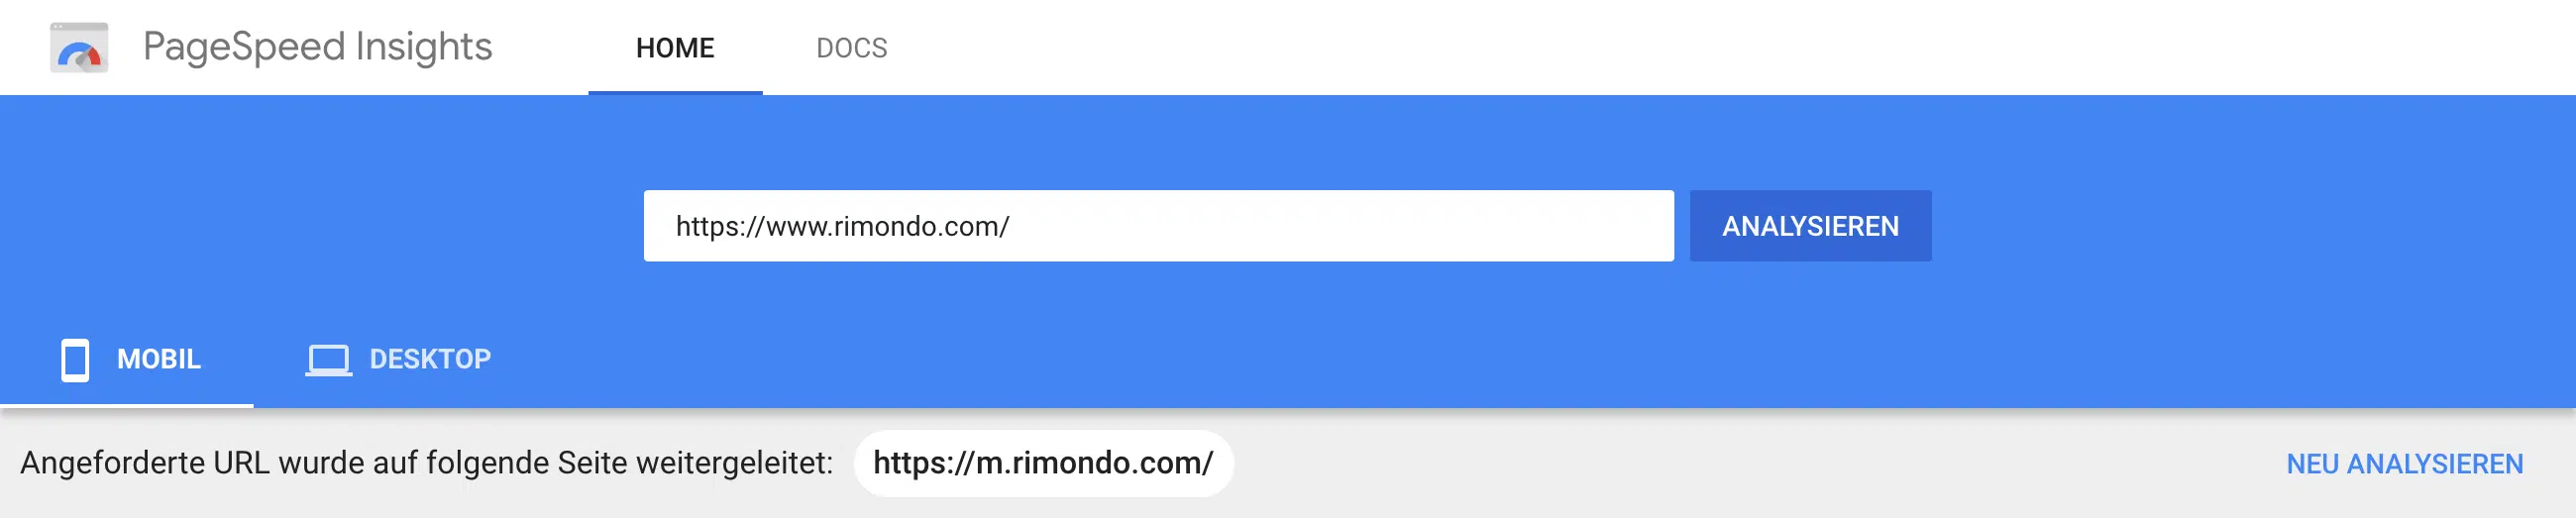 PageSpeed Insights HOME DOCS
https://www.rimondo.com/ ANALYSIEREN
MOBIL DESKTOP
Angeforderte URL wurde auf folgende Seite weitergeleitet: https://m.rimondo.com/ NEU ANALYSIEREN